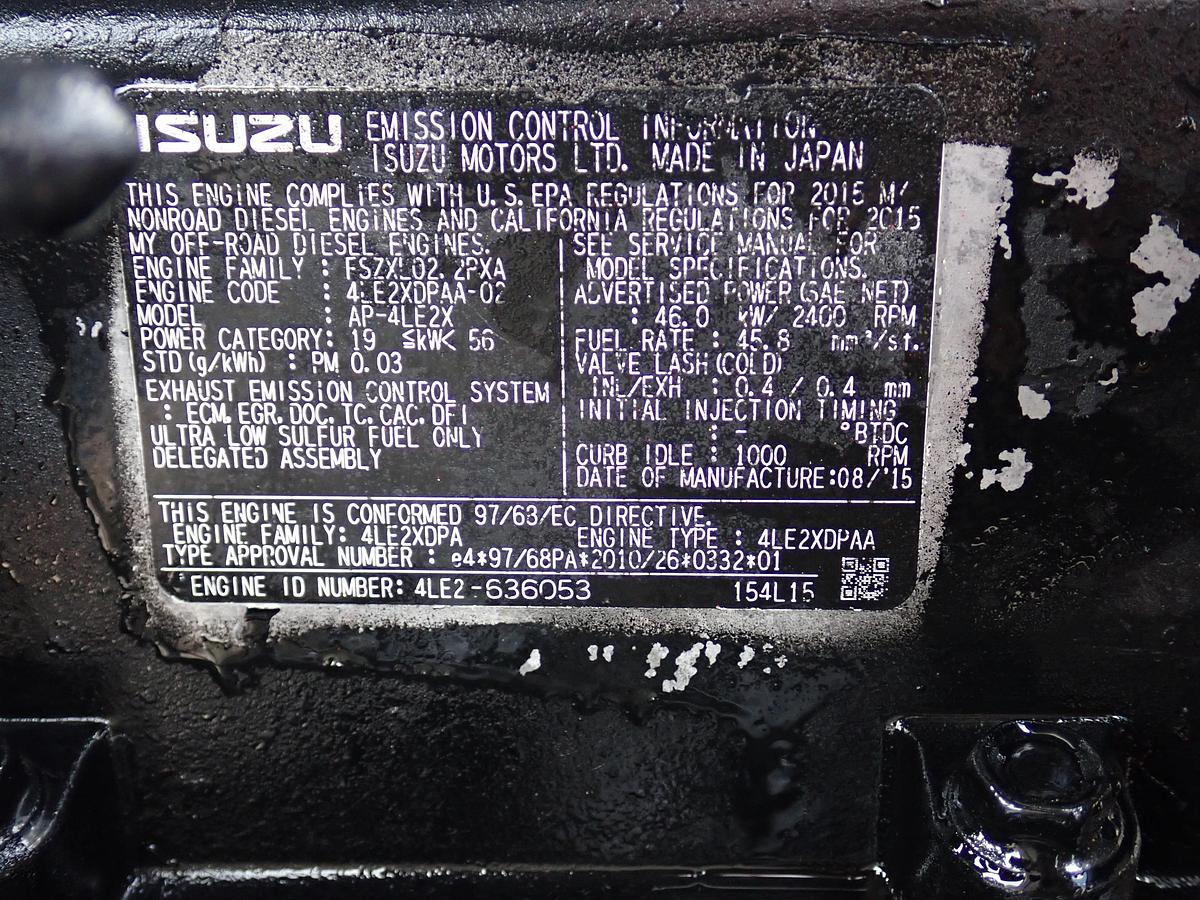 ISUZU EMISSION CONTROL INFORMATION
ISUZU MOTORS LTD. MADE IN JAPAN
THIS ENGINE COMPLIES WITH U.S.EPA REGULATIONS FOR 2015 MY
NONROAD DIESEL ENGINES AND CALIFORNIA REGULATIONS FOR 2015
MY OFF-ROAD DIESEL ENGINES.
ENGINE FAMILY : FSZXL02.2PXA
ENGINE CODE : 4LE2XDPAA-02
MODEL : AP-4LE2X
POWER CATEGORY: 19 ≦kW< 56
STD (g/kWh) : PM 0.03
EXHAUST EMISSION CONTROL SYSTEM
: ECM, EGR, DOC, TC, CAC, DFI
ULTRA LOW SULFUR FUEL ONLY
DELEGATED ASSEMBLY
SEE SERVICE MANUAL FOR
MODEL SPECIFICATIONS.
ADVERTISED POWER (SAE NET)
: 46.0 kW/ 2400 RPM
FUEL RATE : 45.8 mm³/st.
VALVE LASH (COLD)
INL/EXH : 0.4 / 0.4 mm
INITIAL INJECTION TIMING
: - °BTDC
CURB IDLE : 1000 RPM
DATE OF MANUFACTURE:08/'15
THIS ENGINE IS CONFORMED 97/68/EC DIRECTIVE.
ENGINE FAMILY: 4LE2XDPA ENGINE TYPE : 4LE2XDPAA
TYPE APPROVAL NUMBER : e4*97/68PA*2010/26*0332*01
ENGINE ID NUMBER: 4LE2-636053 154L15